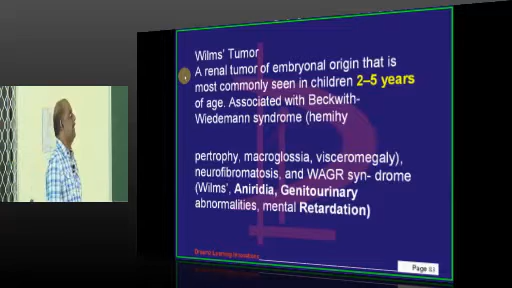 Wilms' Tumor
A renal tumor of embryonal origin that is
most commonly seen in children 2–5 years
of age. Associated with Beckwith-
Wiedemann syndrome (hemihy
pertrophy, macroglossia, visceromegaly),
neurofibromatosis, and WAGR syn- drome
(Wilms', Aniridia, Genitourinary
abnormalities, mental Retardation)
Page 63